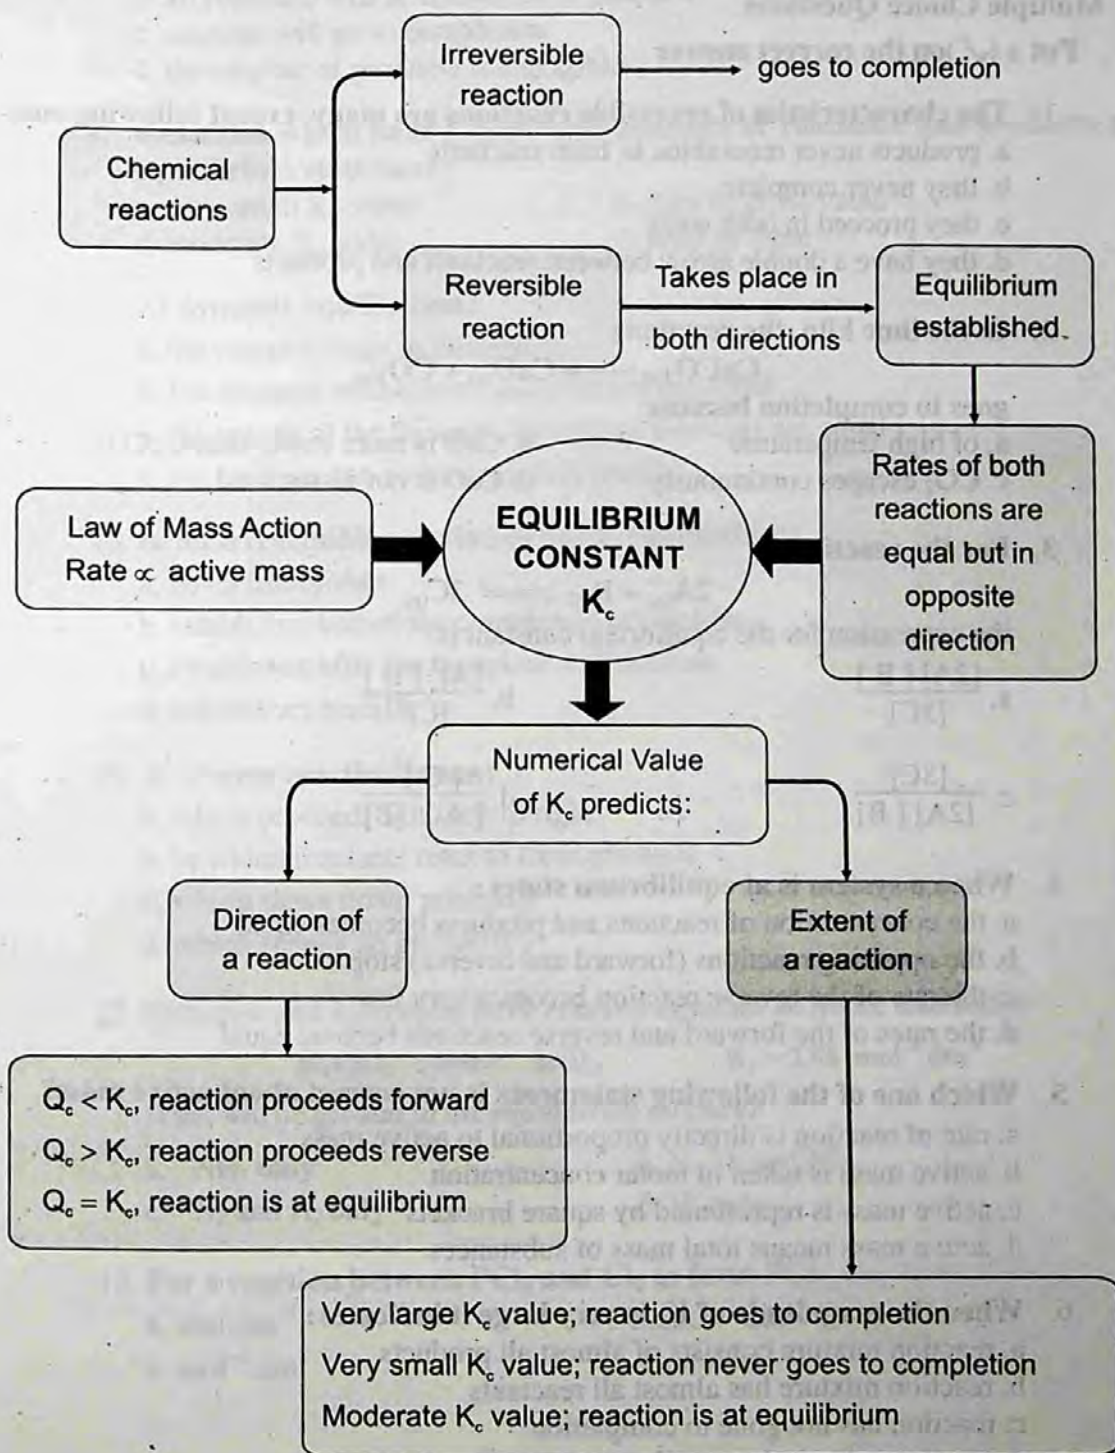 Irreversible
reaction
goes to completion
Chemical
reactions
Reversible
reaction
Takes place in
both directions
Equilibrium
established
Rates of both
reactions are
equal but in
opposite
direction
Law of Mass Action
Rate ∝ active mass
EQUILIBRIUM
CONSTANT
Kc
Numerical Value
of Kc predicts:
Direction of
a reaction
Extent of
a reaction
Qc < Kc, reaction proceeds forward
Qc > Kc, reaction proceeds reverse
Qc = Kc, reaction is at equilibrium
Very large Kc value; reaction goes to completion
Very small Kc value; reaction never goes to completion
Moderate Kc value; reaction is at equilibrium